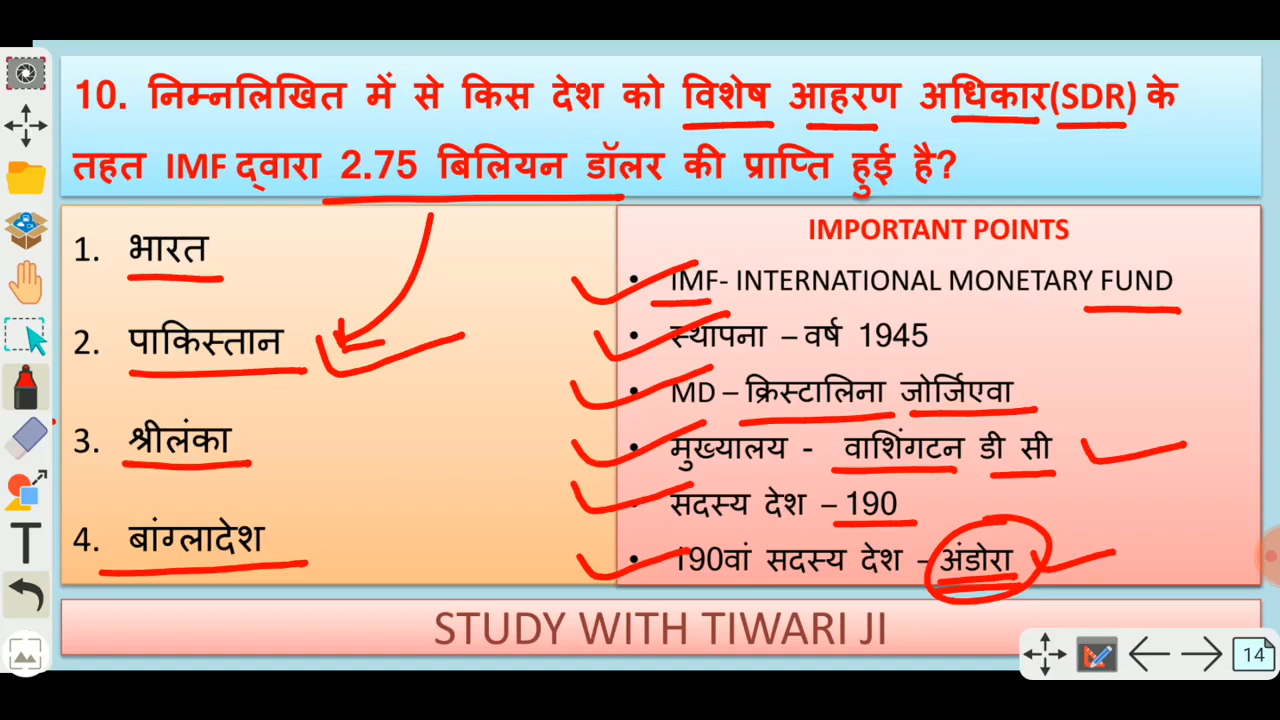 10. निम्नलिखित में से किस देश को विशेष आहरण अधिकार(SDR) के
तहत IMF द्वारा 2.75 बिलियन डॉलर की प्राप्ति हुई है?
1. भारत
2. पाकिस्तान
3. श्रीलंका
4. बांग्लादेश
IMPORTANT POINTS
• IMF- INTERNATIONAL MONETARY FUND
• स्थापना – वर्ष 1945
• MD – क्रिस्टालिना जोर्जिएवा
• मुख्यालय - वाशिंगटन डी सी
• सदस्य देश – 190
• 190वां सदस्य देश – अंडोरा
STUDY WITH TIWARI JI
T
14